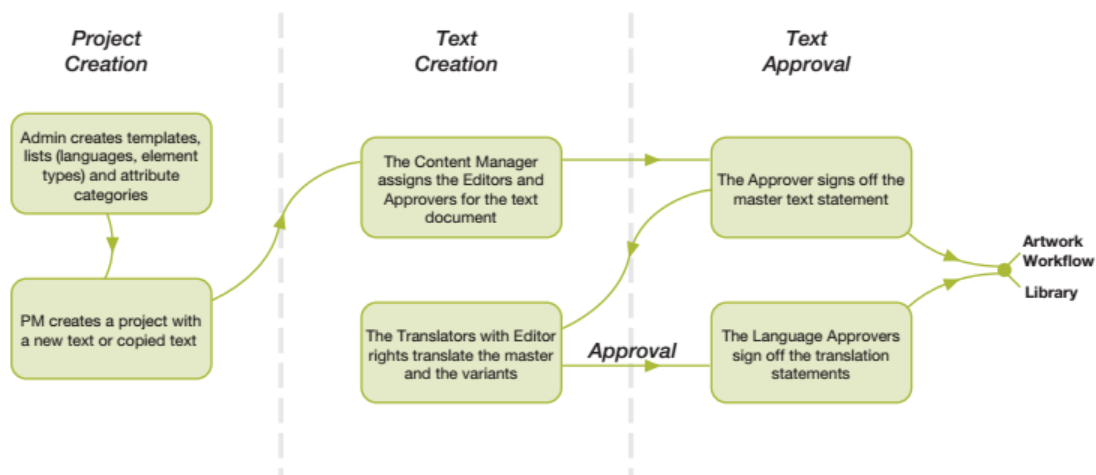 Project
Creation
Text
Creation
Text
Approval
Admin creates templates,
lists (languages, element
types) and attribute
categories
The Content Manager
assigns the Editors and
Approvers for the text
document
The Approver signs off the
master text statement
Artwork
Workflow
Library
PM creates a project with
a new text or copied text
The Translators with Editor
rights translate the master
and the variants
Approval
The Language Approvers
sign off the translation
statements